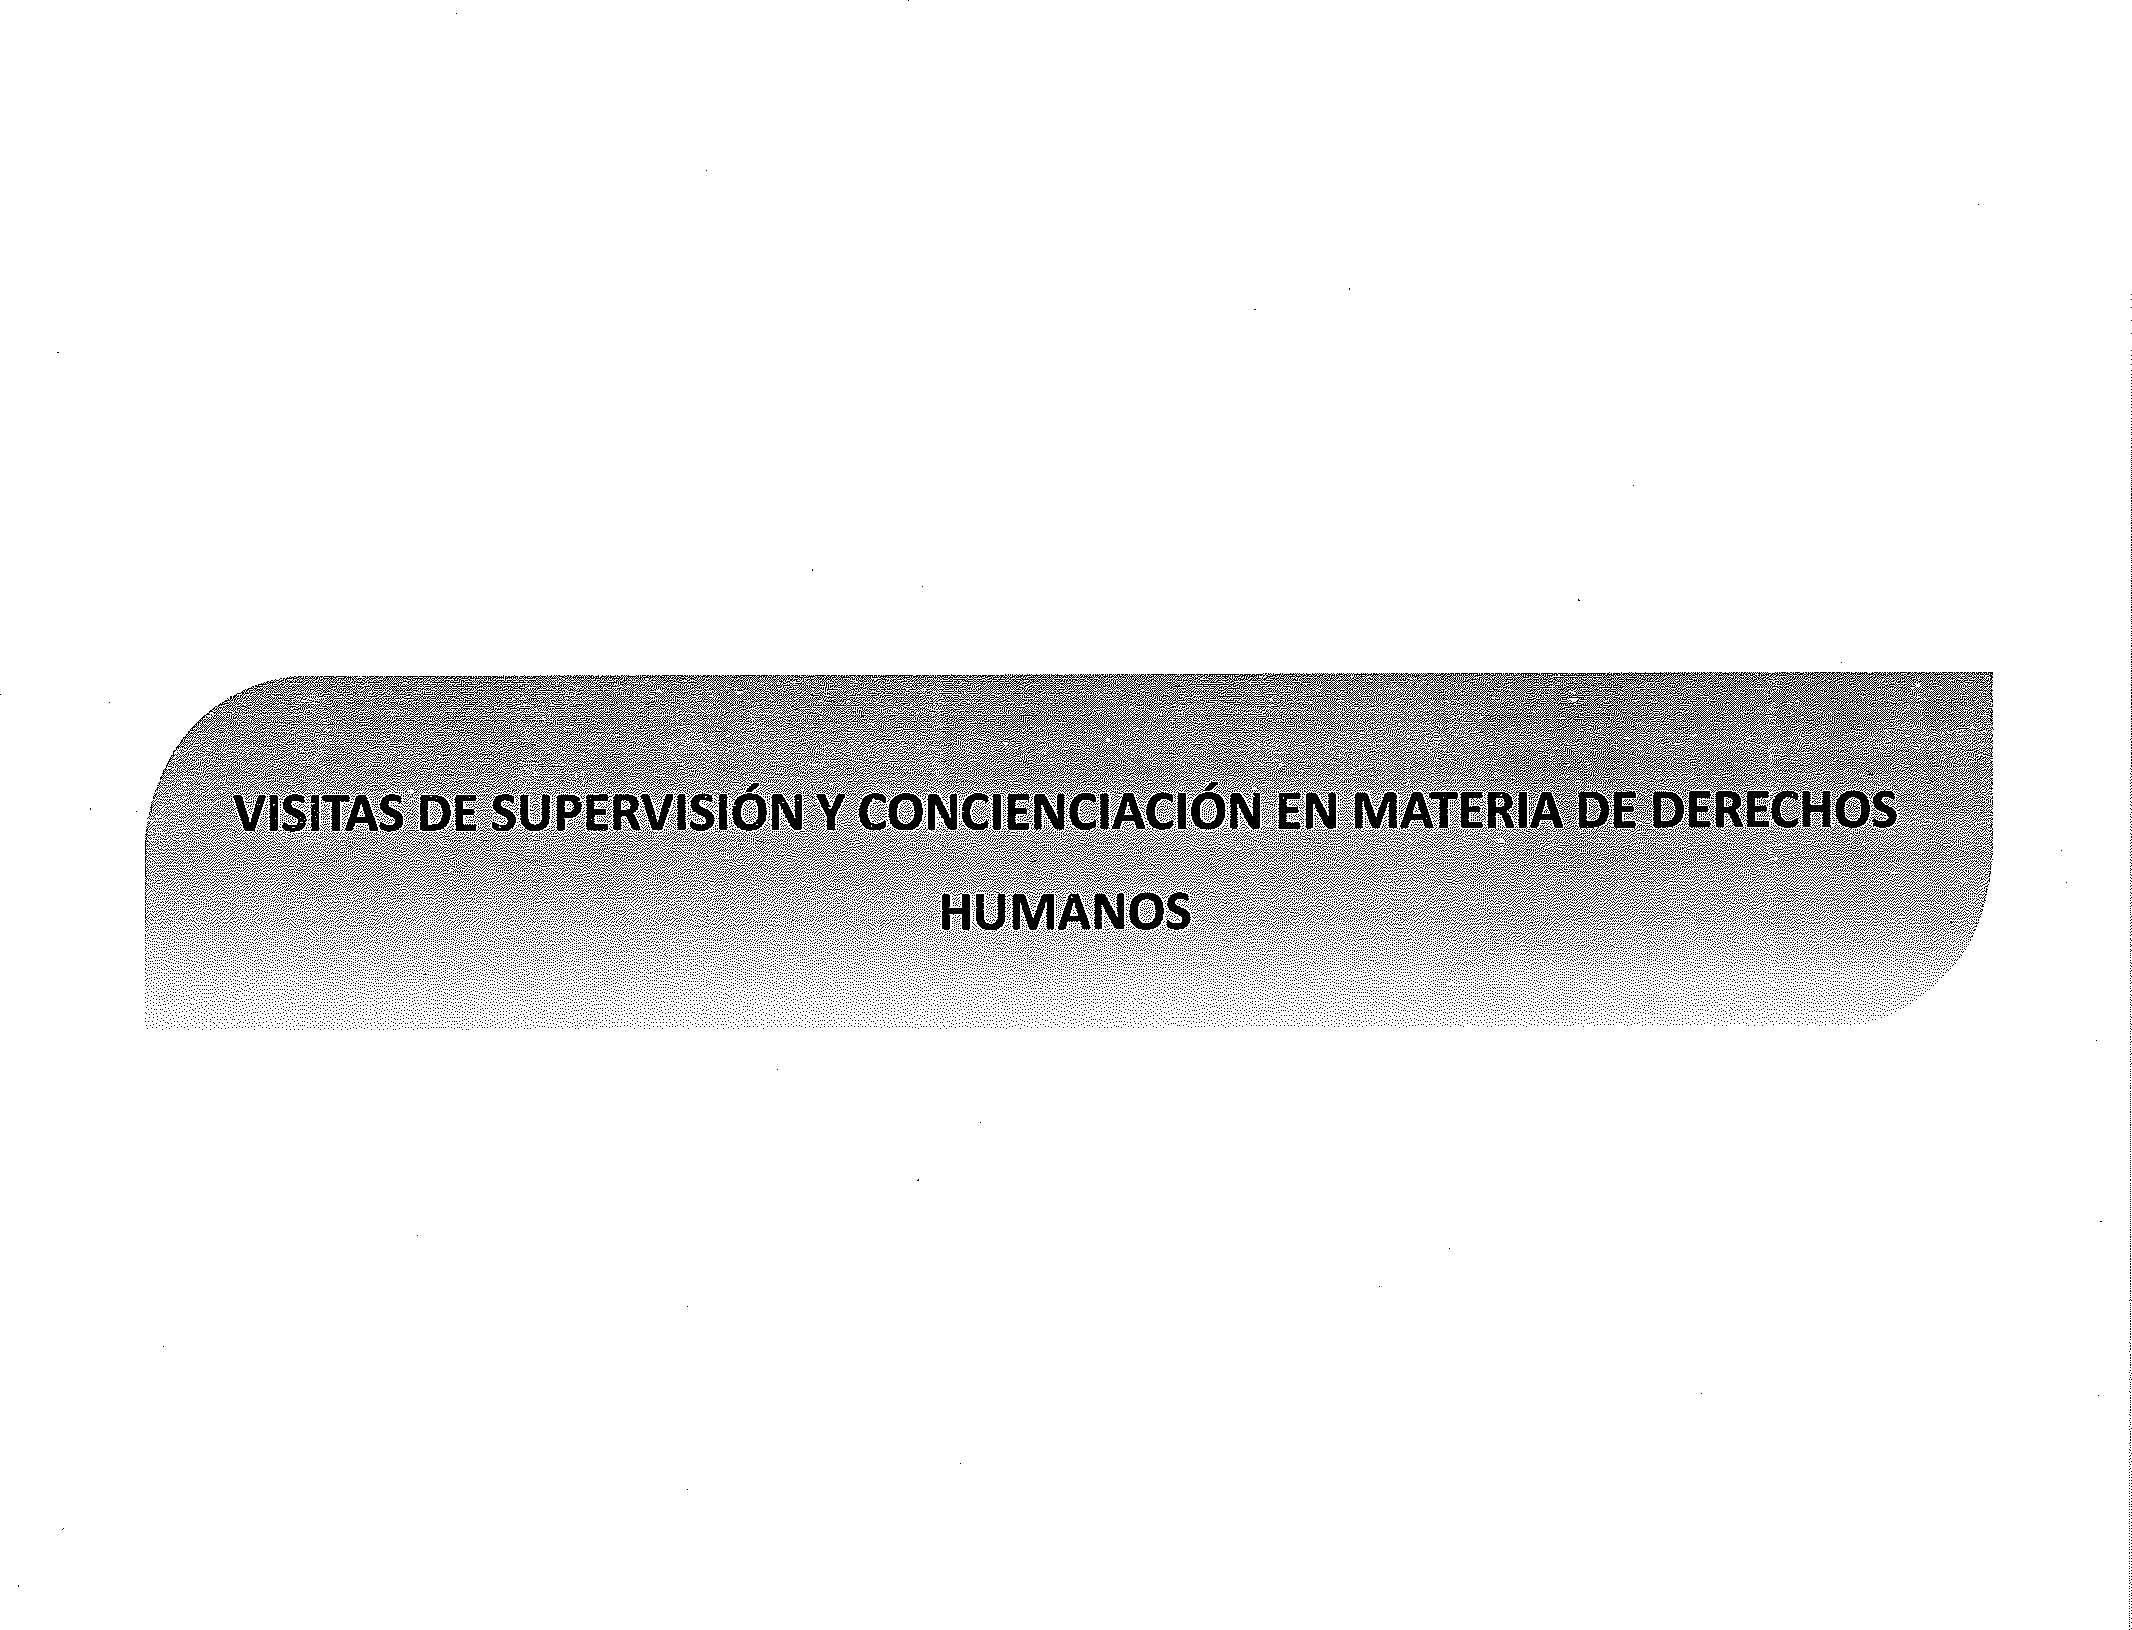 VISITAS DE SUPERVISIÓN Y CONCIENCIACIÓN EN MATERIA DE DERECHOS
HUMANOS